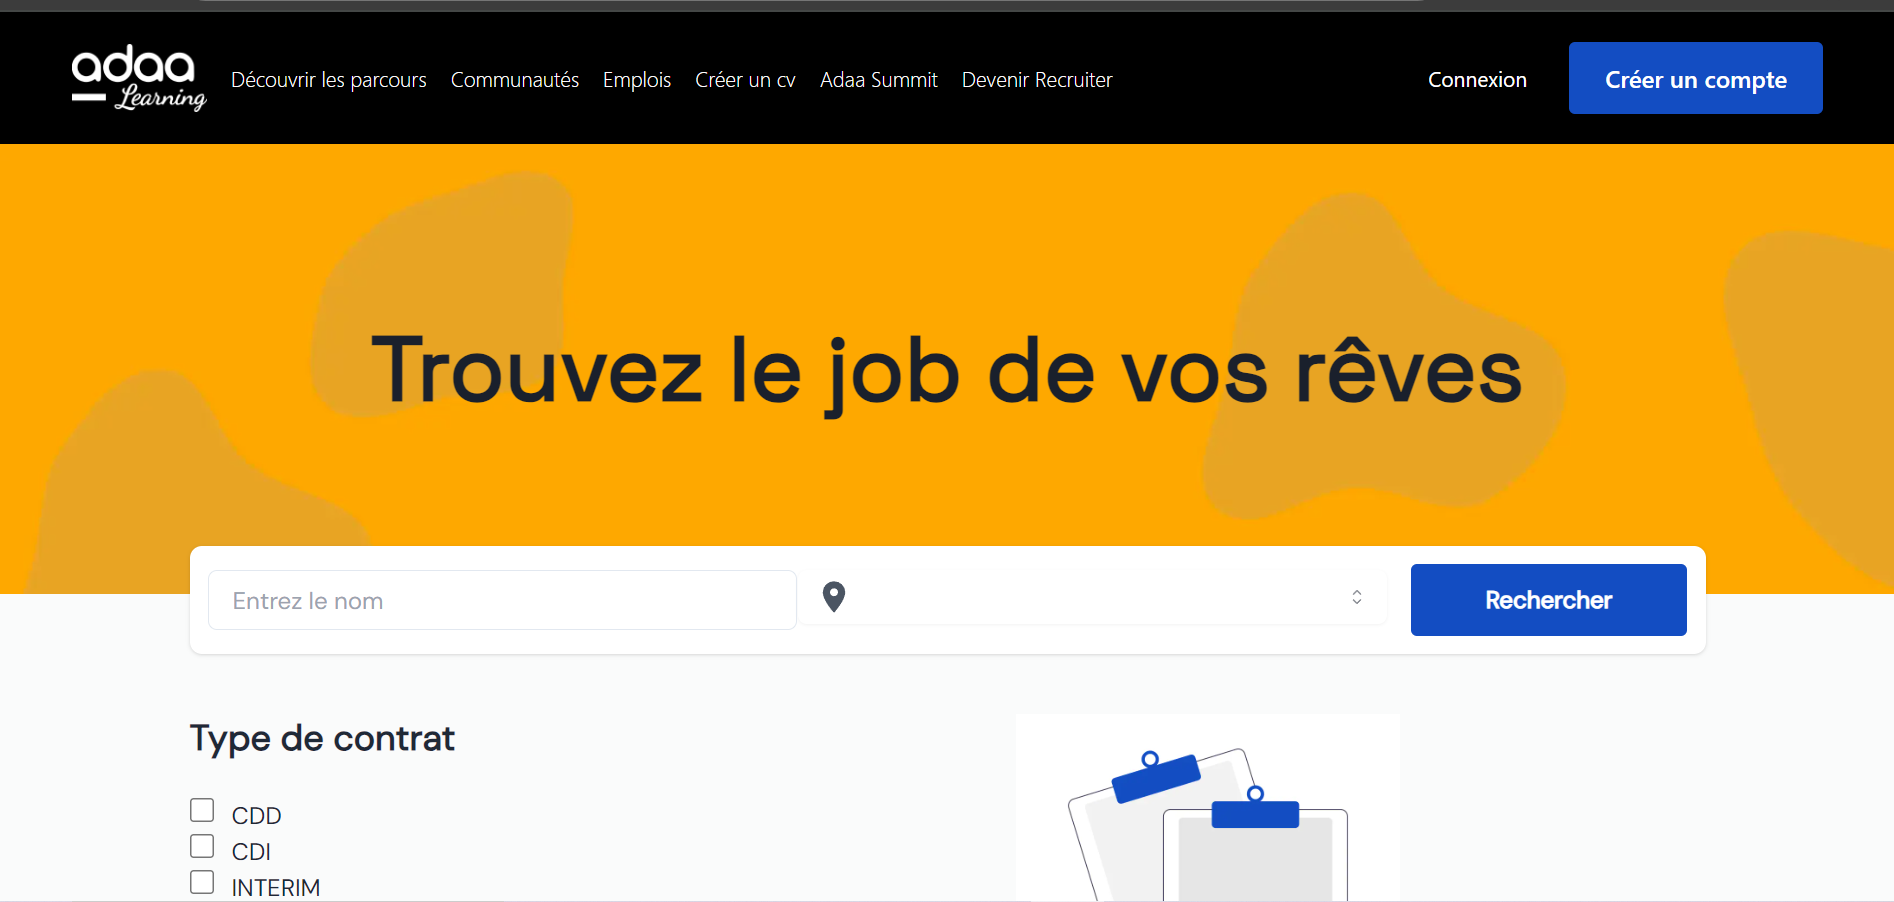 adaa
Learning
Découvrir les parcours
Communautés
Emplois
Créer un cv
Adaa Summit
Devenir Recruiter
Connexion
Créer un compte
Trouvez le job de vos rêves
Entrez le nom
Rechercher
Type de contrat
CDD
CDI
INTERIM